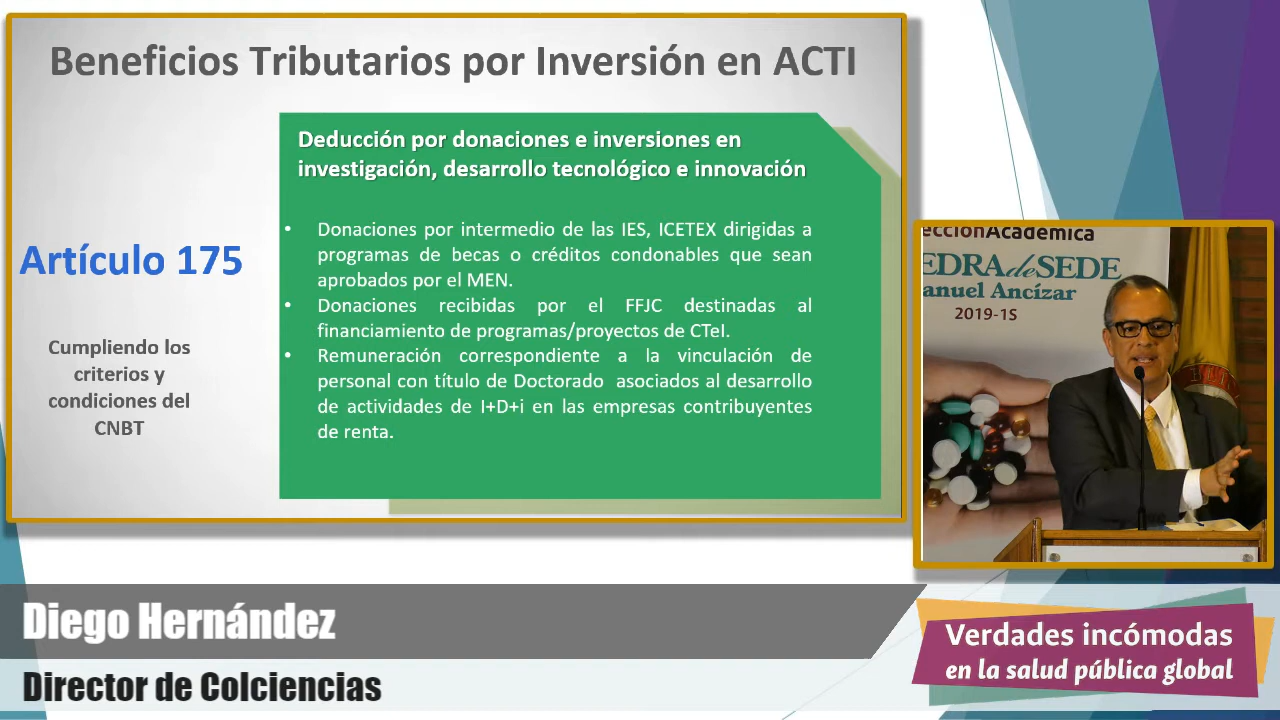 Beneficios Tributarios por Inversión en ACTI
Deducción por donaciones e inversiones en
investigación, desarrollo tecnológico e innovación
Artículo 175
Cumpliendo los
criterios y
condiciones del
CNBT
• Donaciones por intermedio de las IES, ICETEX dirigidas a
programas de becas o créditos condonables que sean
aprobados por el MEN.
• Donaciones recibidas por el FFJC destinadas al
financiamiento de programas/proyectos de CTeI.
• Remuneración correspondiente a la vinculación de
personal con título de Doctorado asociados al desarrollo
de actividades de I+D+i en las empresas contribuyentes
de renta.
ecciónAcadémica
EDRAdeSEDE
anuel Ancízar
2019-1S
Diego Hernández
Director de Colciencias
Verdades incómodas
en la salud pública global